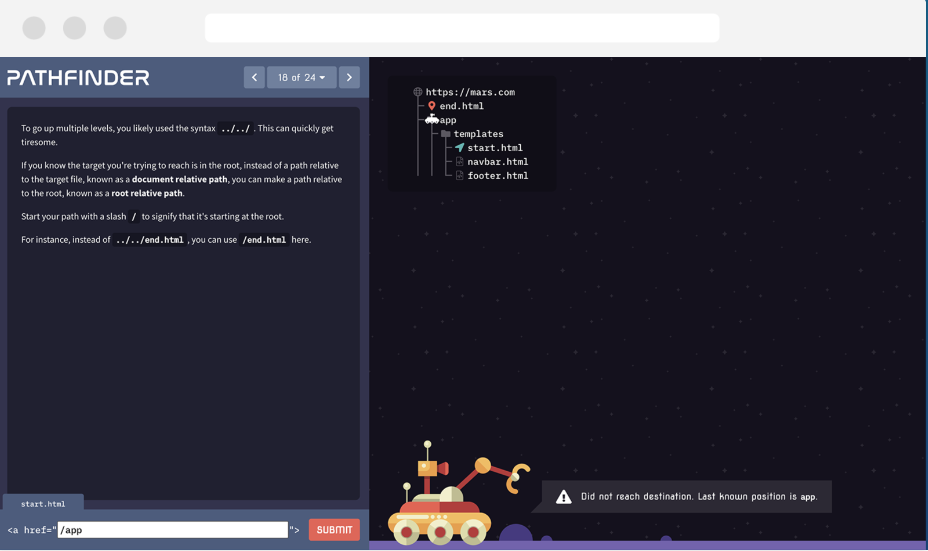 PATHFINDER
18 of 24
To go up multiple levels, you likely used the syntax ../../ . This can quickly get
tiresome.
If you know the target you're trying to reach is in the root, instead of a path relative
to the target file, known as a document relative path, you can make a path relative
to the root, known as a root relative path.
Start your path with a slash / to signify that it's starting at the root.
For instance, instead of ../../end.html , you can use /end.html here.
start.html
<a href="/app"> SUBMIT
https://mars.com
end.html
app
templates
start.html
navbar.html
footer.html
Did not reach destination. Last known position is app.